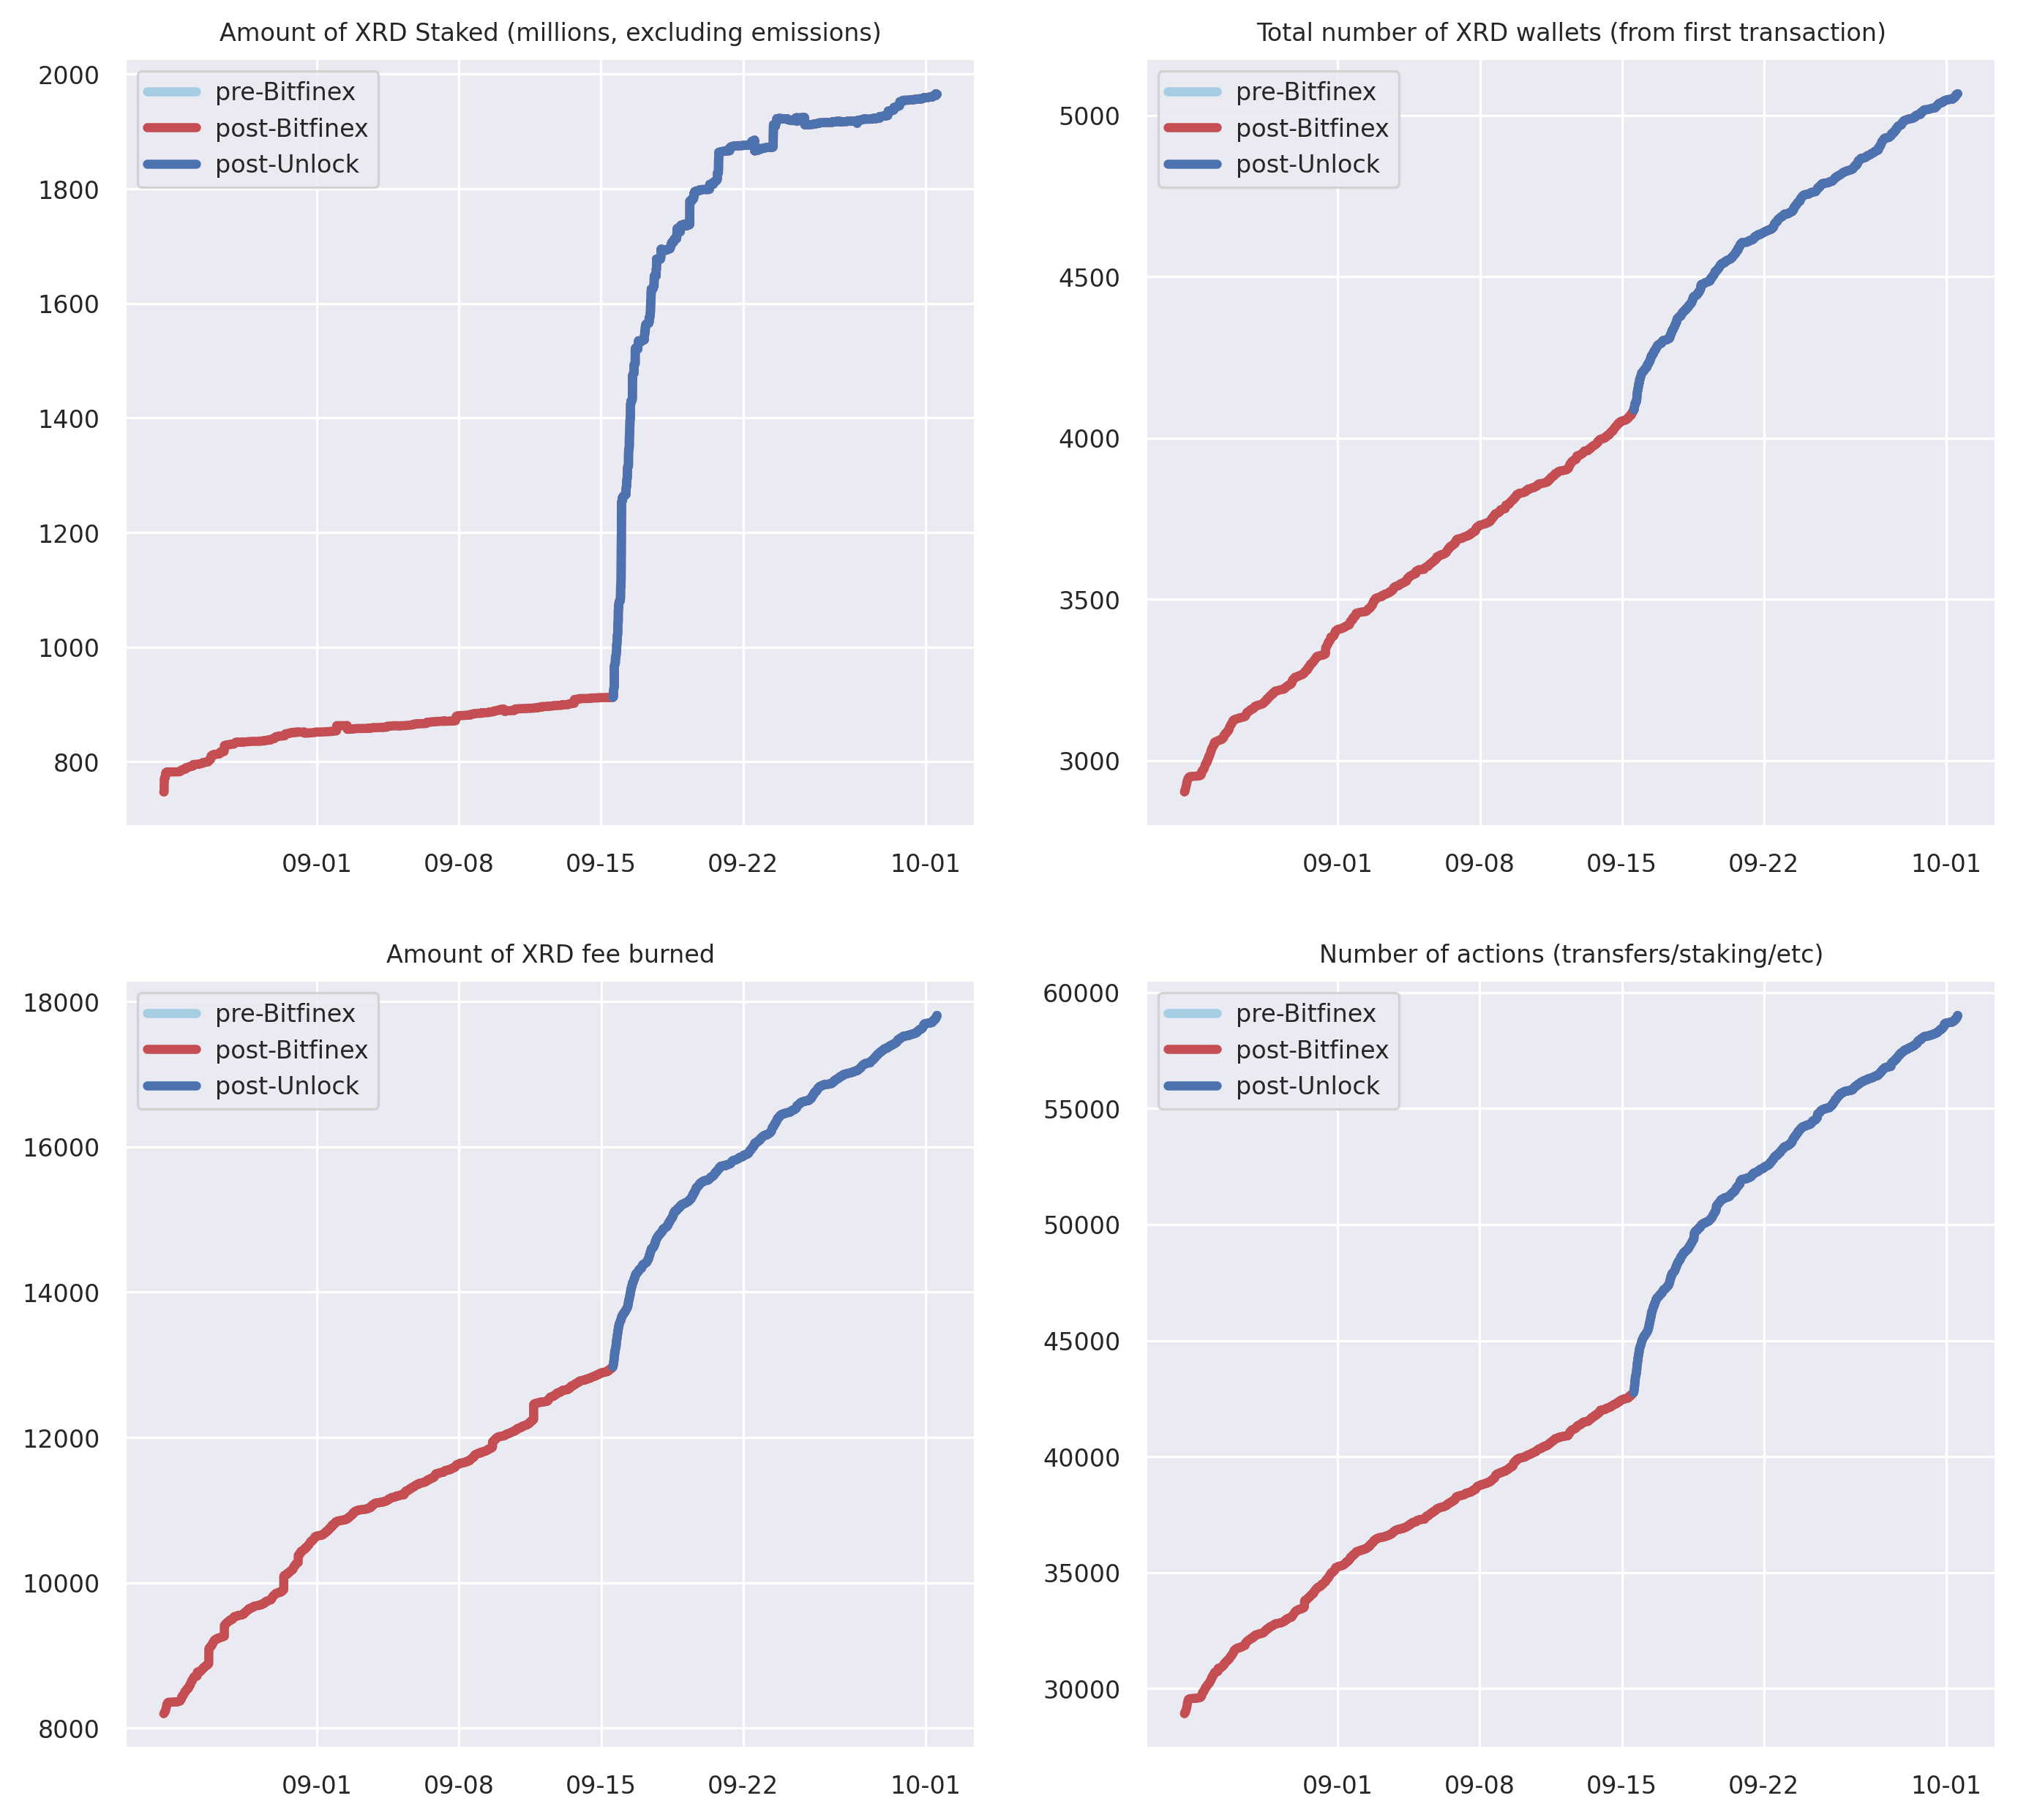 Amount of XRD Staked (millions, excluding emissions)
2000
1800
1600
1400
1200
1000
800
pre-Bitfinex
post-Bitfinex
post-Unlock
09-01 09-08 09-15 09-22 10-01
Total number of XRD wallets (from first transaction)
5000
4500
4000
3500
3000
pre-Bitfinex
post-Bitfinex
post-Unlock
09-01 09-08 09-15 09-22 10-01
Amount of XRD fee burned
18000
16000
14000
12000
10000
8000
pre-Bitfinex
post-Bitfinex
post-Unlock
09-01 09-08 09-15 09-22 10-01
Number of actions (transfers/staking/etc)
60000
55000
50000
45000
40000
35000
30000
pre-Bitfinex
post-Bitfinex
post-Unlock
09-01 09-08 09-15 09-22 10-01